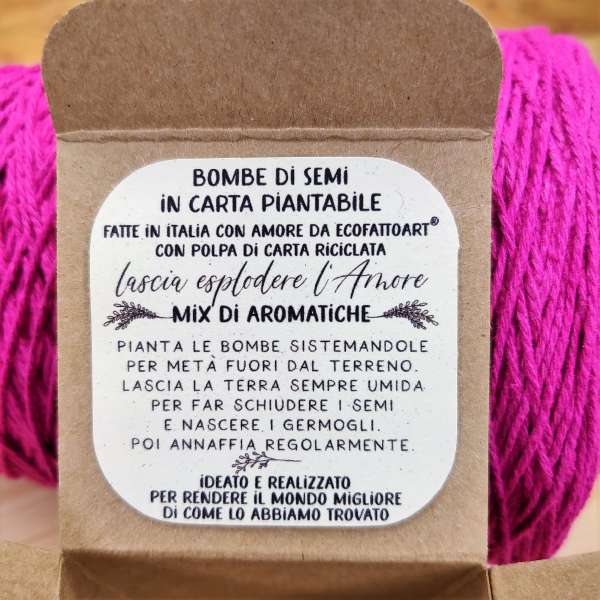 BOMBE DI SEMI
IN CARTA PIANTABILE
FATTE IN ITALIA CON AMORE DA ECOFATTOART®
CON POLPA DI CARTA RICICLATA
lascia esplodere l'Amore
MIX DI AROMATICHE
PIANTA LE BOMBE SISTEMANDOLE
PER METÀ FUORI DAL TERRENO.
LASCIA LA TERRA SEMPRE UMIDA
PER FAR SCHIUDERE I SEMI
E NASCERE I GERMOGLI.
POI ANNAFFIA REGOLARMENTE.
IDEATO E REALIZZATO
PER RENDERE IL MONDO MIGLIORE
DI COME LO ABBIAMO TROVATO